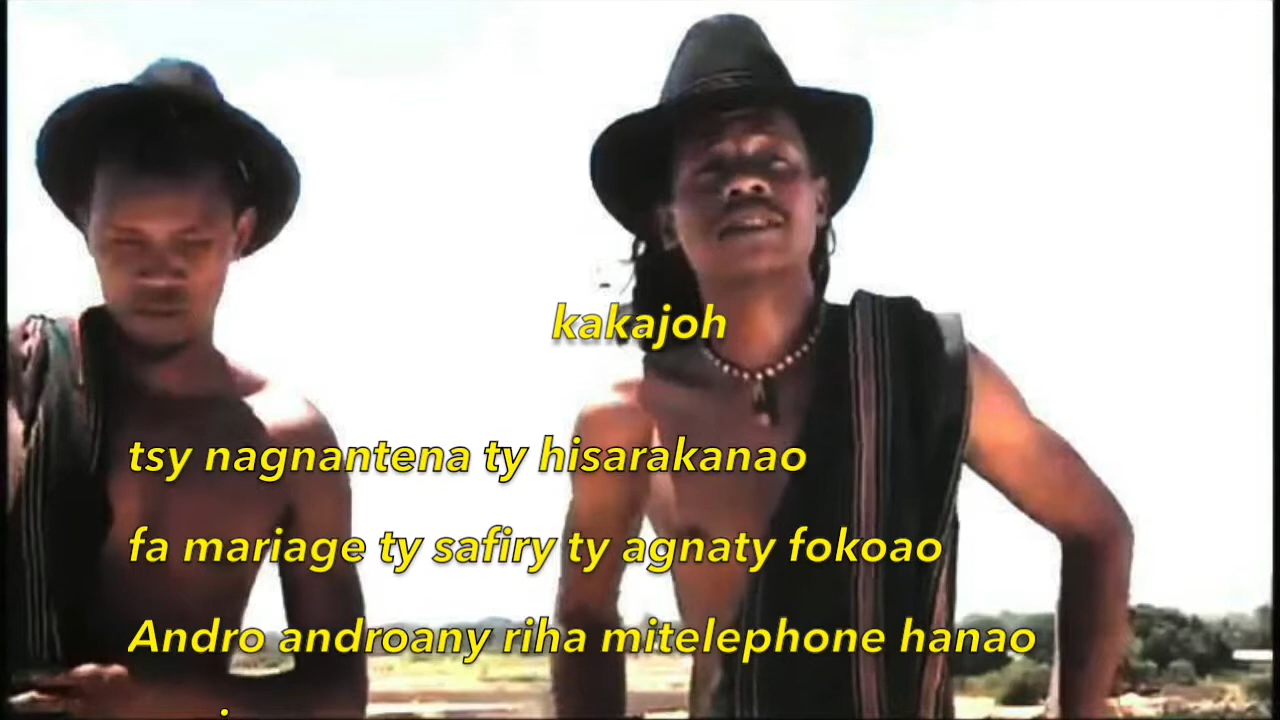 kakajoh
tsy nagnantena ty hisarakanao
fa mariage ty safiry ty agnaty fokoao
Andro androany riha mitelephone hanao